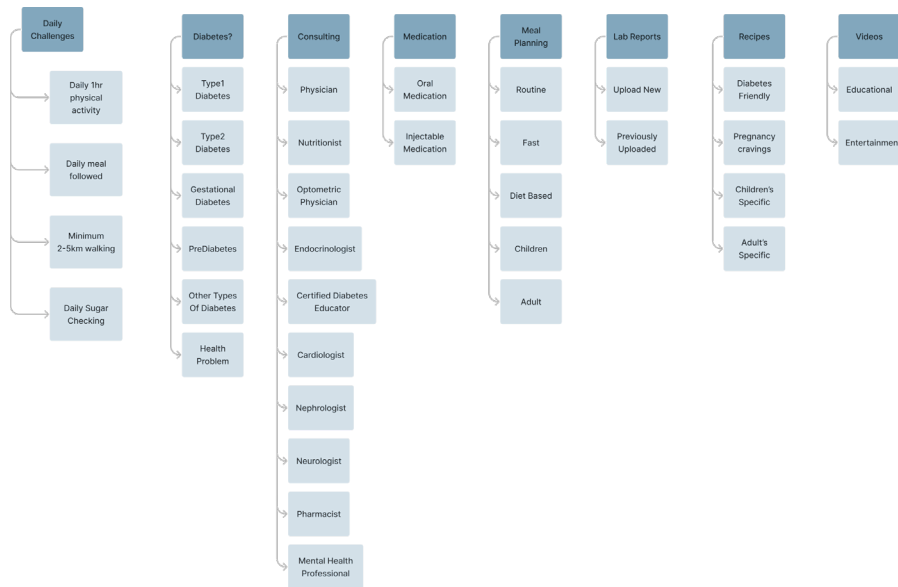 Daily
Challenges
Daily 1hr
physical
activity
Daily meal
followed
Minimum
2-5km walking
Daily Sugar
Checking
Diabetes?
Type1
Diabetes
Type2
Diabetes
Gestational
Diabetes
PreDiabetes
Other Types
Of Diabetes
Health
Problem
Consulting
Physician
Nutritionist
Optometric
Physician
Endocrinologist
Certified Diabetes
Educator
Cardiologist
Nephrologist
Neurologist
Pharmacist
Mental Health
Professional
Medication
Oral
Medication
Injectable
Medication
Meal
Planning
Routine
Fast
Diet Based
Children
Adult
Lab Reports
Upload New
Previously
Uploaded
Recipes
Diabetes
Friendly
Pregnancy
cravings
Children's
Specific
Adult's
Specific
Videos
Educational
Entertainmen